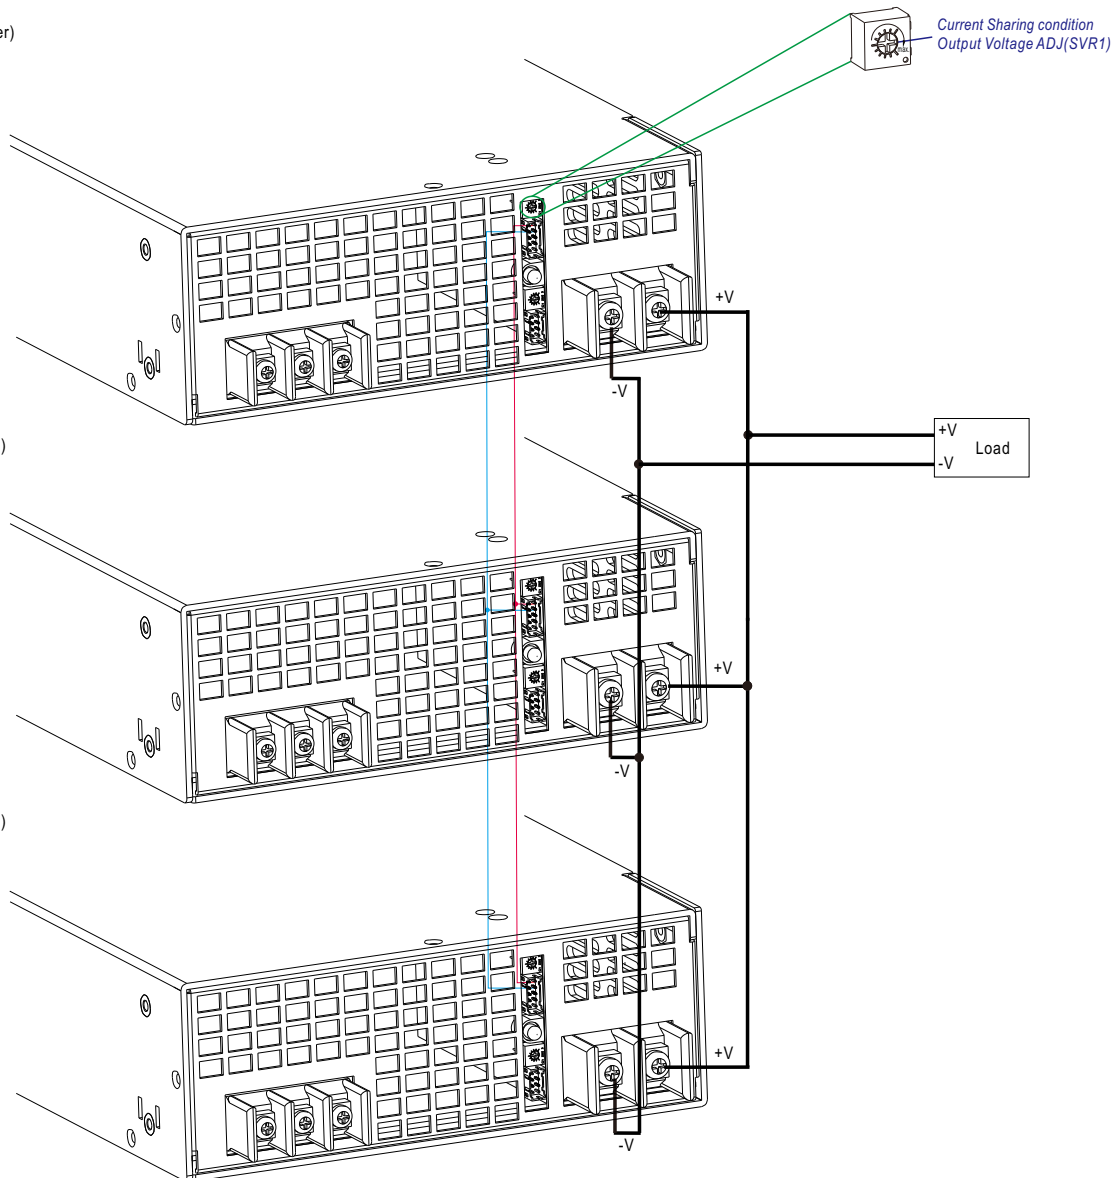 er)
Current Sharing condition
Output Voltage ADJ(SVR1)
max.
+V
-V
)
+V
Load
-V
+V
-V
)
+V
-V